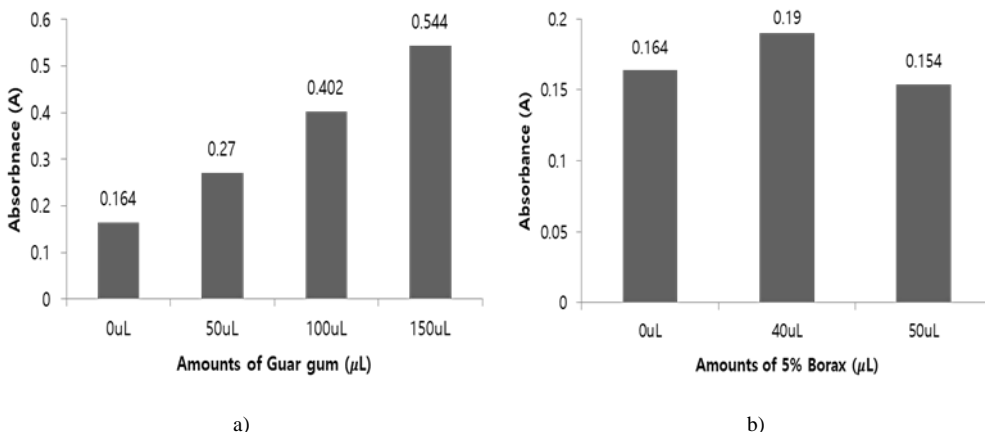 0.6
0.5
0.4
0.3
0.2
0.1
0
Absorbnace (A)
0.164
0.27
0.402
0.544
0uL
50uL
100uL
150uL
Amounts of Guar gum (μL)
a)
0.2
0.15
0.1
0.05
0
Absorbance (A)
0.164
0.19
0.154
0uL
40uL
50uL
Amounts of 5% Borax (μL)
b)